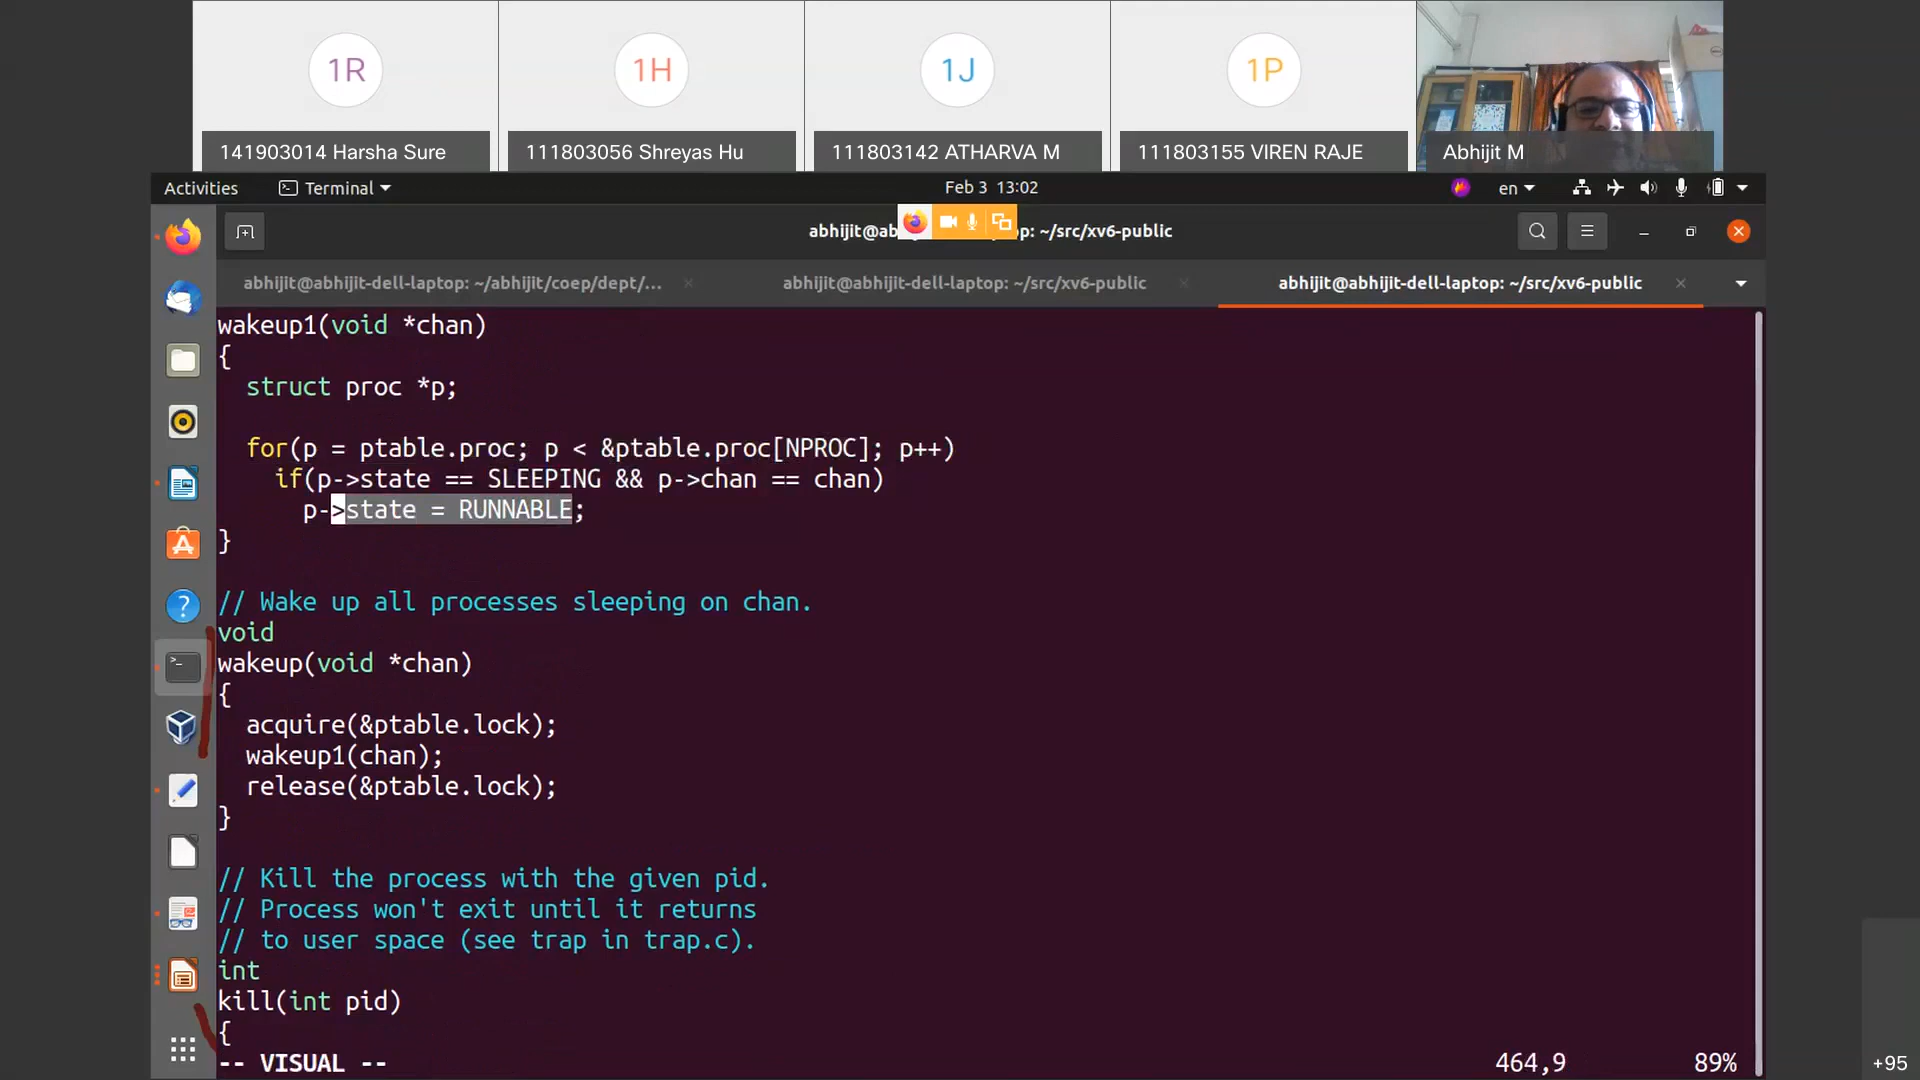 1R
1H
1J
1P
141903014 Harsha Sure
111803056 Shreyas Hu
111803142 ATHARVA M
111803155 VIREN RAJE
Abhijit M
Activities
Terminal
Feb 3 13:02
en
abhijit@ab
op: ~/src/xv6-public
abhijit@abhijit-dell-laptop: ~/abhijit/coep/dept/...
abhijit@abhijit-dell-laptop: ~/src/xv6-public
abhijit@abhijit-dell-laptop: ~/src/xv6-public
wakeup1(void *chan)
{
  struct proc *p;
  for(p = ptable.proc; p < &ptable.proc[NPROC]; p++)
    if(p->state == SLEEPING && p->chan == chan)
      p->state = RUNNABLE;
}
// Wake up all processes sleeping on chan.
void
wakeup(void *chan)
{
  acquire(&ptable.lock);
  wakeup1(chan);
  release(&ptable.lock);
}
// Kill the process with the given pid.
// Process won't exit until it returns
// to user space (see trap in trap.c).
int
kill(int pid)
{
-- VISUAL --
464,9
89%
+95